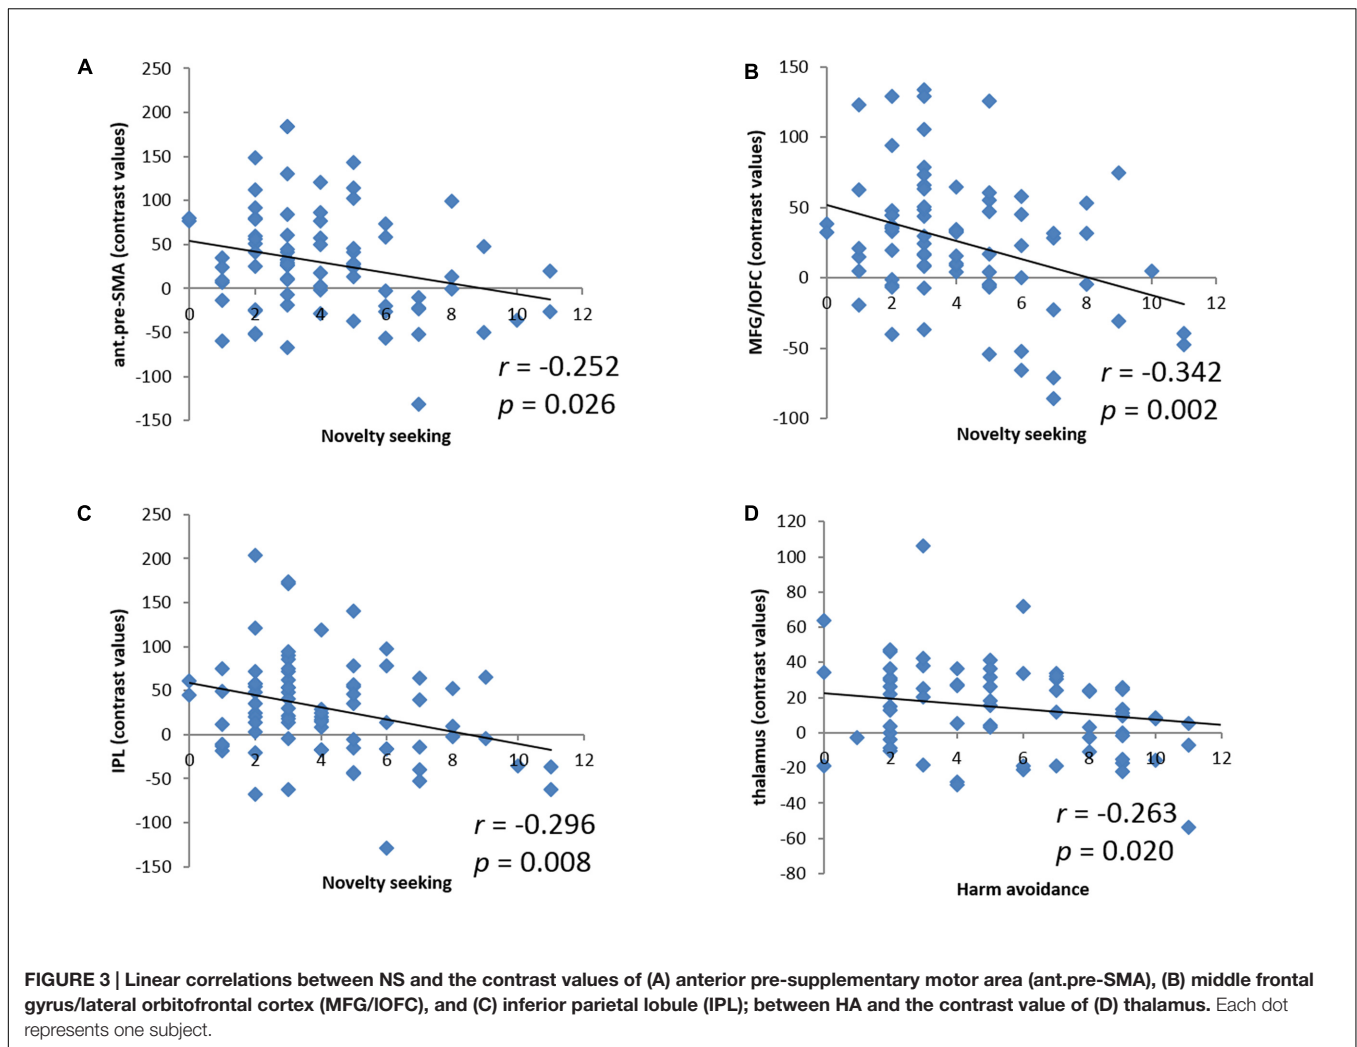 A
250
200
150
100
50
0
-50
-100
-150
0 2 4 6 8 10 12
ant.pre-SMA (contrast values)
r = -0.252
p = 0.026
Novelty seeking
B
150
100
50
0
-50
-100
0 2 4 6 8 10 12
MFG/lOFC (contrast values)
r = -0.342
p = 0.002
Novelty seeking
C
250
200
150
100
50
0
-50
-100
-150
0 2 4 6 8 10 12
IPL (contrast values)
r = -0.296
p = 0.008
Novelty seeking
D
120
100
80
60
40
20
0
-20
-40
-60
-80
0 2 4 6 8 10 12
thalamus (contrast values)
r = -0.263
p = 0.020
Harm avoidance
FIGURE 3 | Linear correlations between NS and the contrast values of (A) anterior pre-supplementary motor area (ant.pre-SMA), (B) middle frontal
gyrus/lateral orbitofrontal cortex (MFG/lOFC), and (C) inferior parietal lobule (IPL); between HA and the contrast value of (D) thalamus. Each dot
represents one subject.